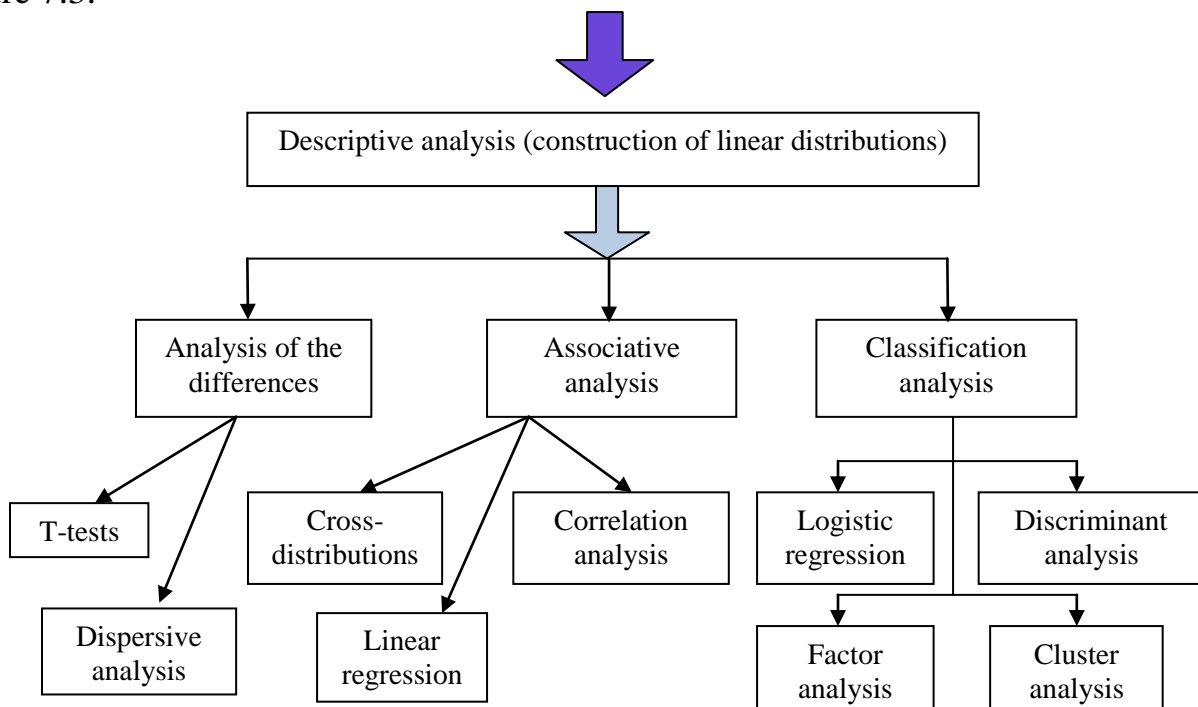 Descriptive analysis (construction of linear distributions)
Analysis of the
differences
Associative
analysis
Classification
analysis
T-tests
Cross-
distributions
Correlation
analysis
Logistic
regression
Discriminant
analysis
Dispersive
analysis
Linear
regression
Factor
analysis
Cluster
analysis